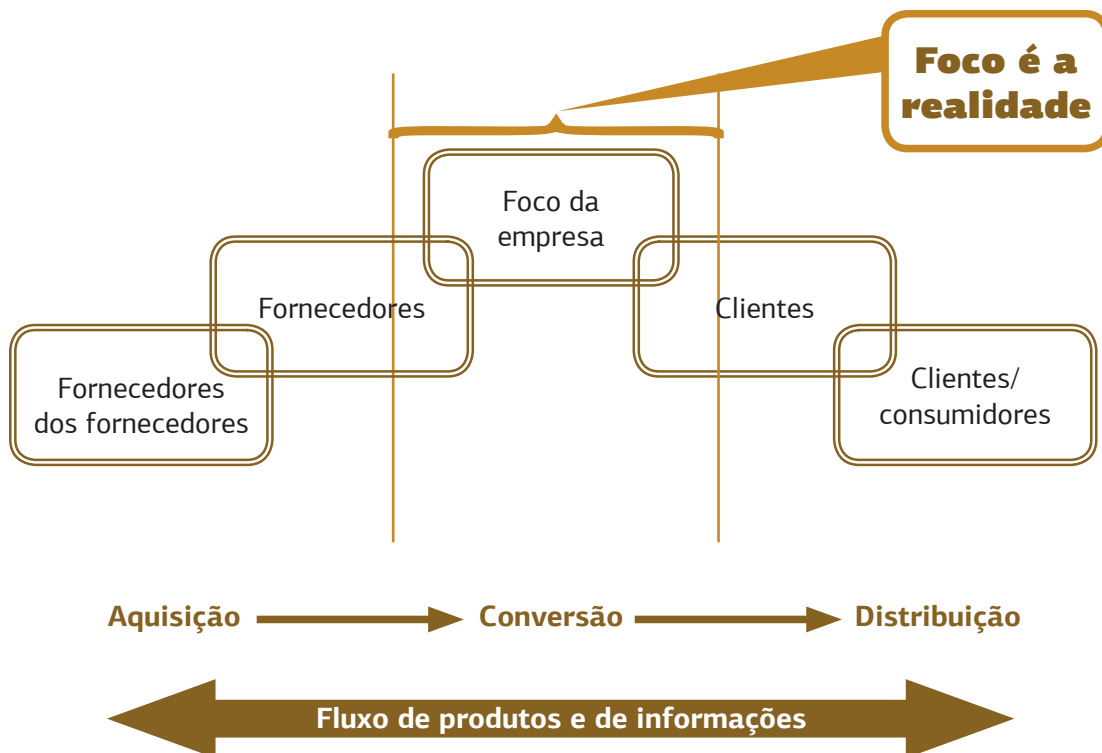 Foco é a
realidade
Foco da
empresa
Fornecedores
Clientes
Fornecedores
dos fornecedores
Clientes/
consumidores
Aquisição
Conversão
Distribuição
Fluxo de produtos e de informações